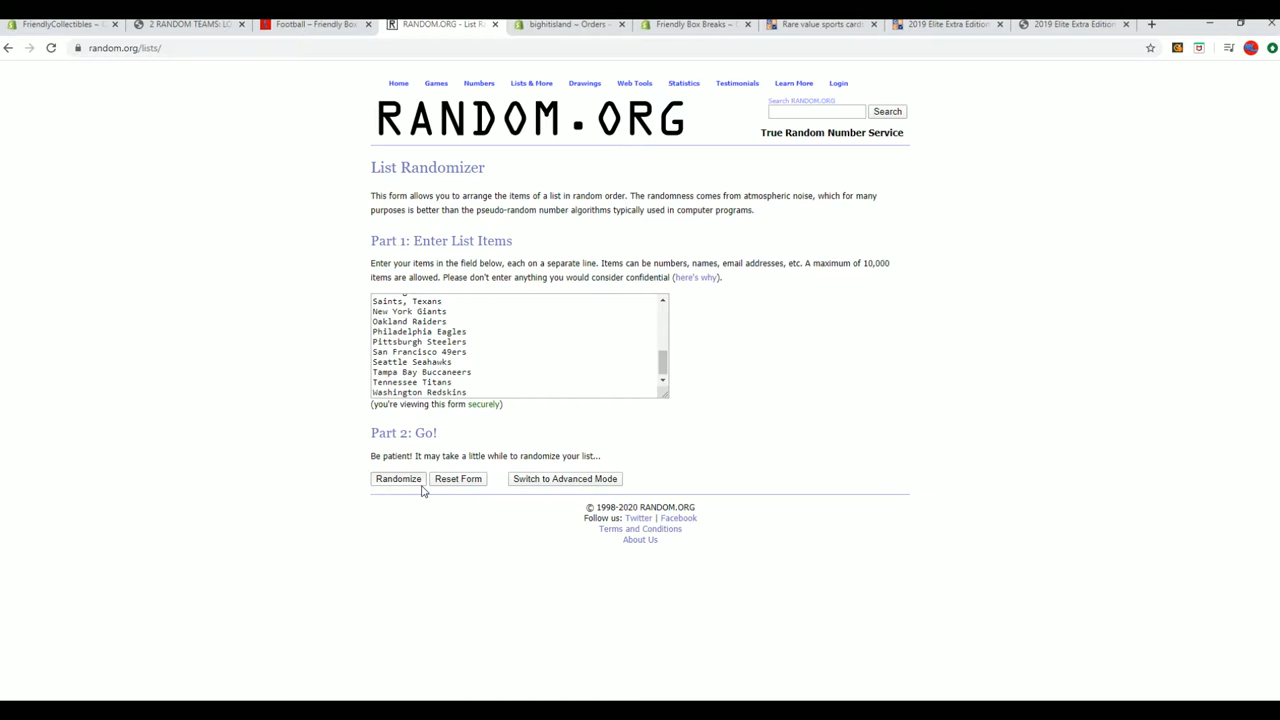 FriendlyCollectibles ~
2 RANDOM TEAMS: LO
Football ~ Friendly Box
RANDOM.ORG - List R
bighitisland ~ Orders ~
Friendly Box Breaks ~
Rare value sports card
2019 Elite Extra Edition
2019 Elite Extra Edition
random.org/lists/
Home Games Numbers Lists & More Drawings Web Tools Statistics Testimonials Learn More Login
RANDOM.ORG
Search RANDOM.ORG
Search
True Random Number Service
List Randomizer
This form allows you to arrange the items of a list in random order. The randomness comes from atmospheric noise, which for many
purposes is better than the pseudo-random number algorithms typically used in computer programs.
Part 1: Enter List Items
Enter your items in the field below, each on a separate line. Items can be numbers, names, email addresses, etc. A maximum of 10,000
items are allowed. Please don't enter anything you would consider confidential (here's why).
Saints, Texans
New York Giants
Oakland Raiders
Philadelphia Eagles
Pittsburgh Steelers
San Francisco 49ers
Seattle Seahawks
Tampa Bay Buccaneers
Tennessee Titans
Washington Redskins
(you're viewing this form securely)
Part 2: Go!
Be patient! It may take a little while to randomize your list...
Randomize Reset Form Switch to Advanced Mode
© 1998-2020 RANDOM.ORG
Follow us: Twitter | Facebook
Terms and Conditions
About Us